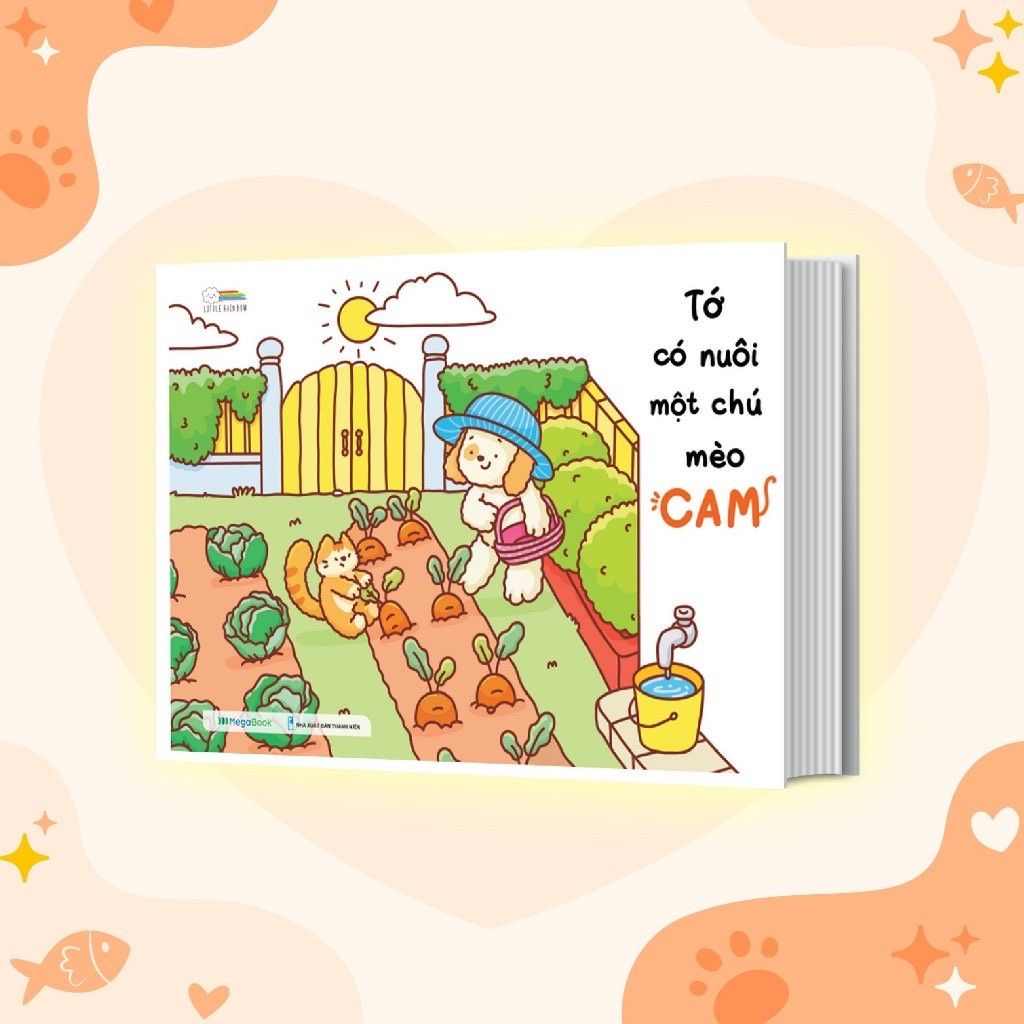 LITTLE RAINBOW
Tớ
có nuôi
một chú
mèo
CAM
MegaBook
NHÀ XUẤT BẢN THANH NIÊN